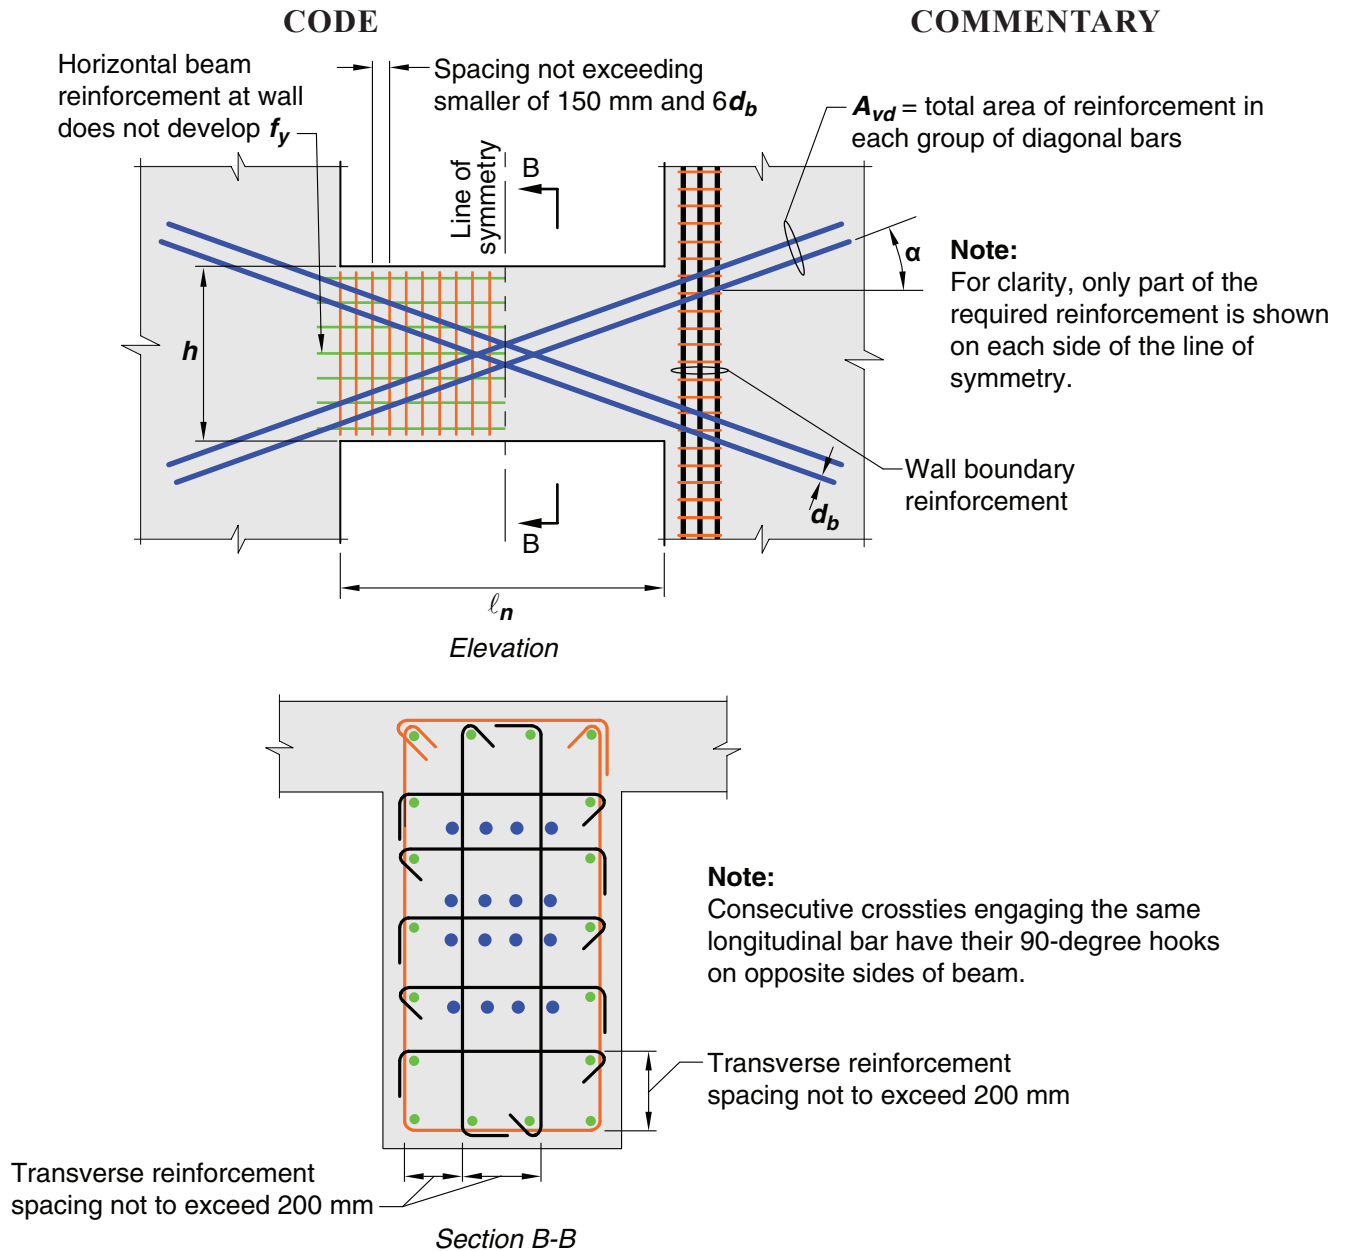 CODE
COMMENTARY
Horizontal beam
reinforcement at wall
does not develop fy
Spacing not exceeding
smaller of 150 mm and 6db
Avd = total area of reinforcement in
each group of diagonal bars
Line of
symmetry
B
α
Note:
For clarity, only part of the
required reinforcement is shown
on each side of the line of
symmetry.
h
Wall boundary
reinforcement
db
B
ℓn
Elevation
Note:
Consecutive crossties engaging the same
longitudinal bar have their 90-degree hooks
on opposite sides of beam.
Transverse reinforcement
spacing not to exceed 200 mm
Transverse reinforcement
spacing not to exceed 200 mm
Section B-B